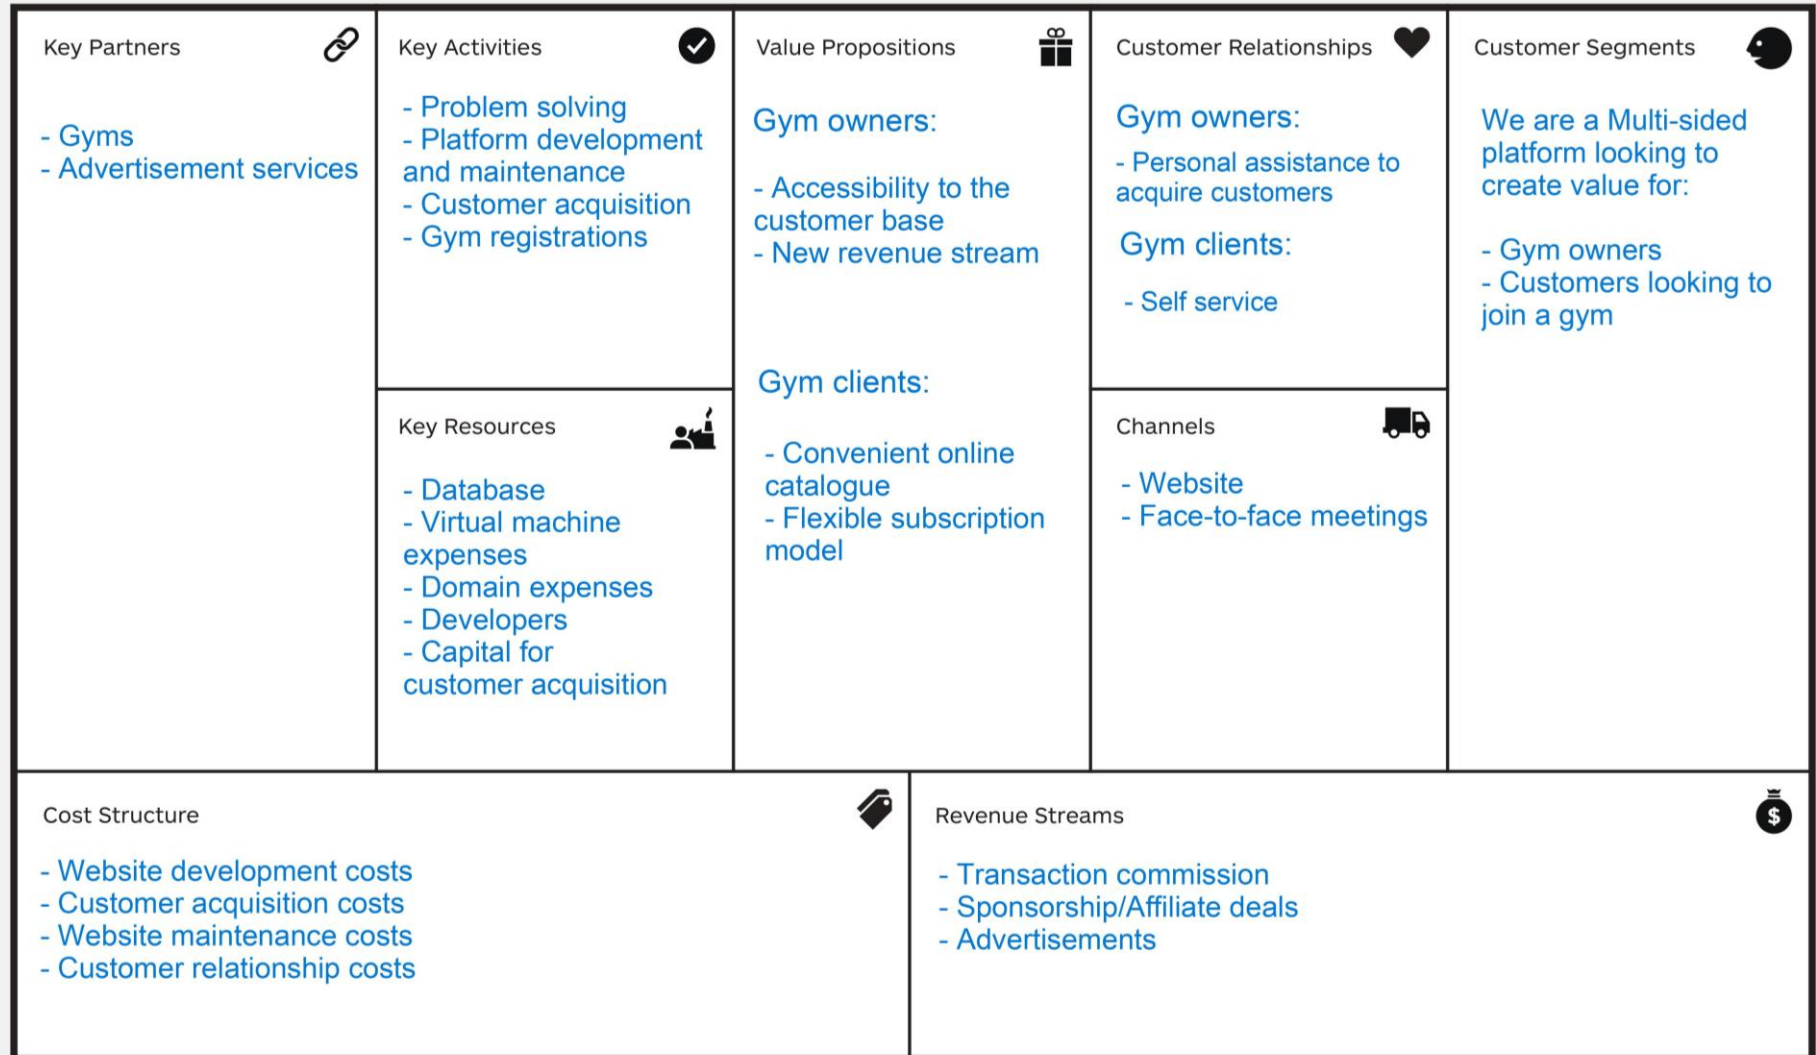 Key Partners
- Gyms
- Advertisement services
Key Activities
- Problem solving
- Platform development
and maintenance
- Customer acquisition
- Gym registrations
Key Resources
- Database
- Virtual machine
expenses
- Domain expenses
- Developers
- Capital for
customer acquisition
Value Propositions
Gym owners:
- Accessibility to the
customer base
- New revenue stream
Gym clients:
- Convenient online
catalogue
- Flexible subscription
model
Customer Relationships
Gym owners:
- Personal assistance to
acquire customers
Gym clients:
- Self service
Channels
- Website
- Face-to-face meetings
Customer Segments
We are a Multi-sided
platform looking to
create value for:
- Gym owners
- Customers looking to
join a gym
Cost Structure
- Website development costs
- Customer acquisition costs
- Website maintenance costs
- Customer relationship costs
Revenue Streams
$
- Transaction commission
- Sponsorship/Affiliate deals
- Advertisements